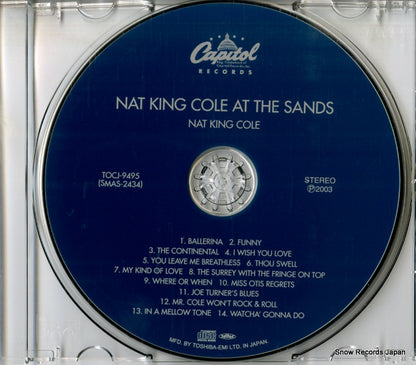 Capitol
RECORDS
NAT KING COLE AT THE SANDS
NAT KING COLE
TOCJ-9495
(SMAS-2434)
STEREO
℗2003
1. BALLERINA 2. FUNNY
3. THE CONTINENTAL 4. I WISH YOU LOVE
5. YOU LEAVE ME BREATHLESS 6. THOU SWELL
7. MY KIND OF LOVE 8. THE SURREY WITH THE FRINGE ON TOP
9. WHERE OR WHEN 10. MISS OTIS REGRETS
11. JOE TURNER'S BLUES
12. MR. COLE WON'T ROCK & ROLL
13. IN A MELLOW TONE 14. WATCHA' GONNA DO
MFD. BY TOSHIBA-EMI LTD. IN JAPAN.
Snow Records Japan.com